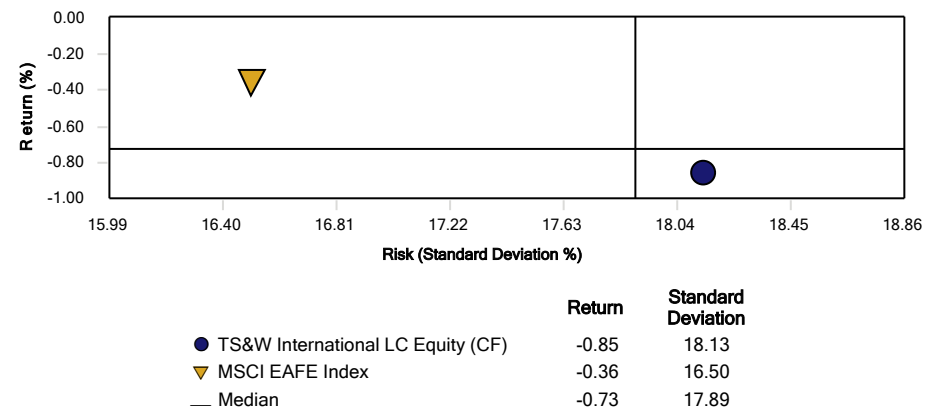 0.00
-0.20
-0.40
-0.60
-0.80
-1.00
Return (%)
15.99 16.40 16.81 17.22 17.63 18.04 18.45 18.86
Risk (Standard Deviation %)
Return Standard Deviation
TS&W International LC Equity (CF) -0.85 18.13
MSCI EAFE Index -0.36 16.50
Median -0.73 17.89